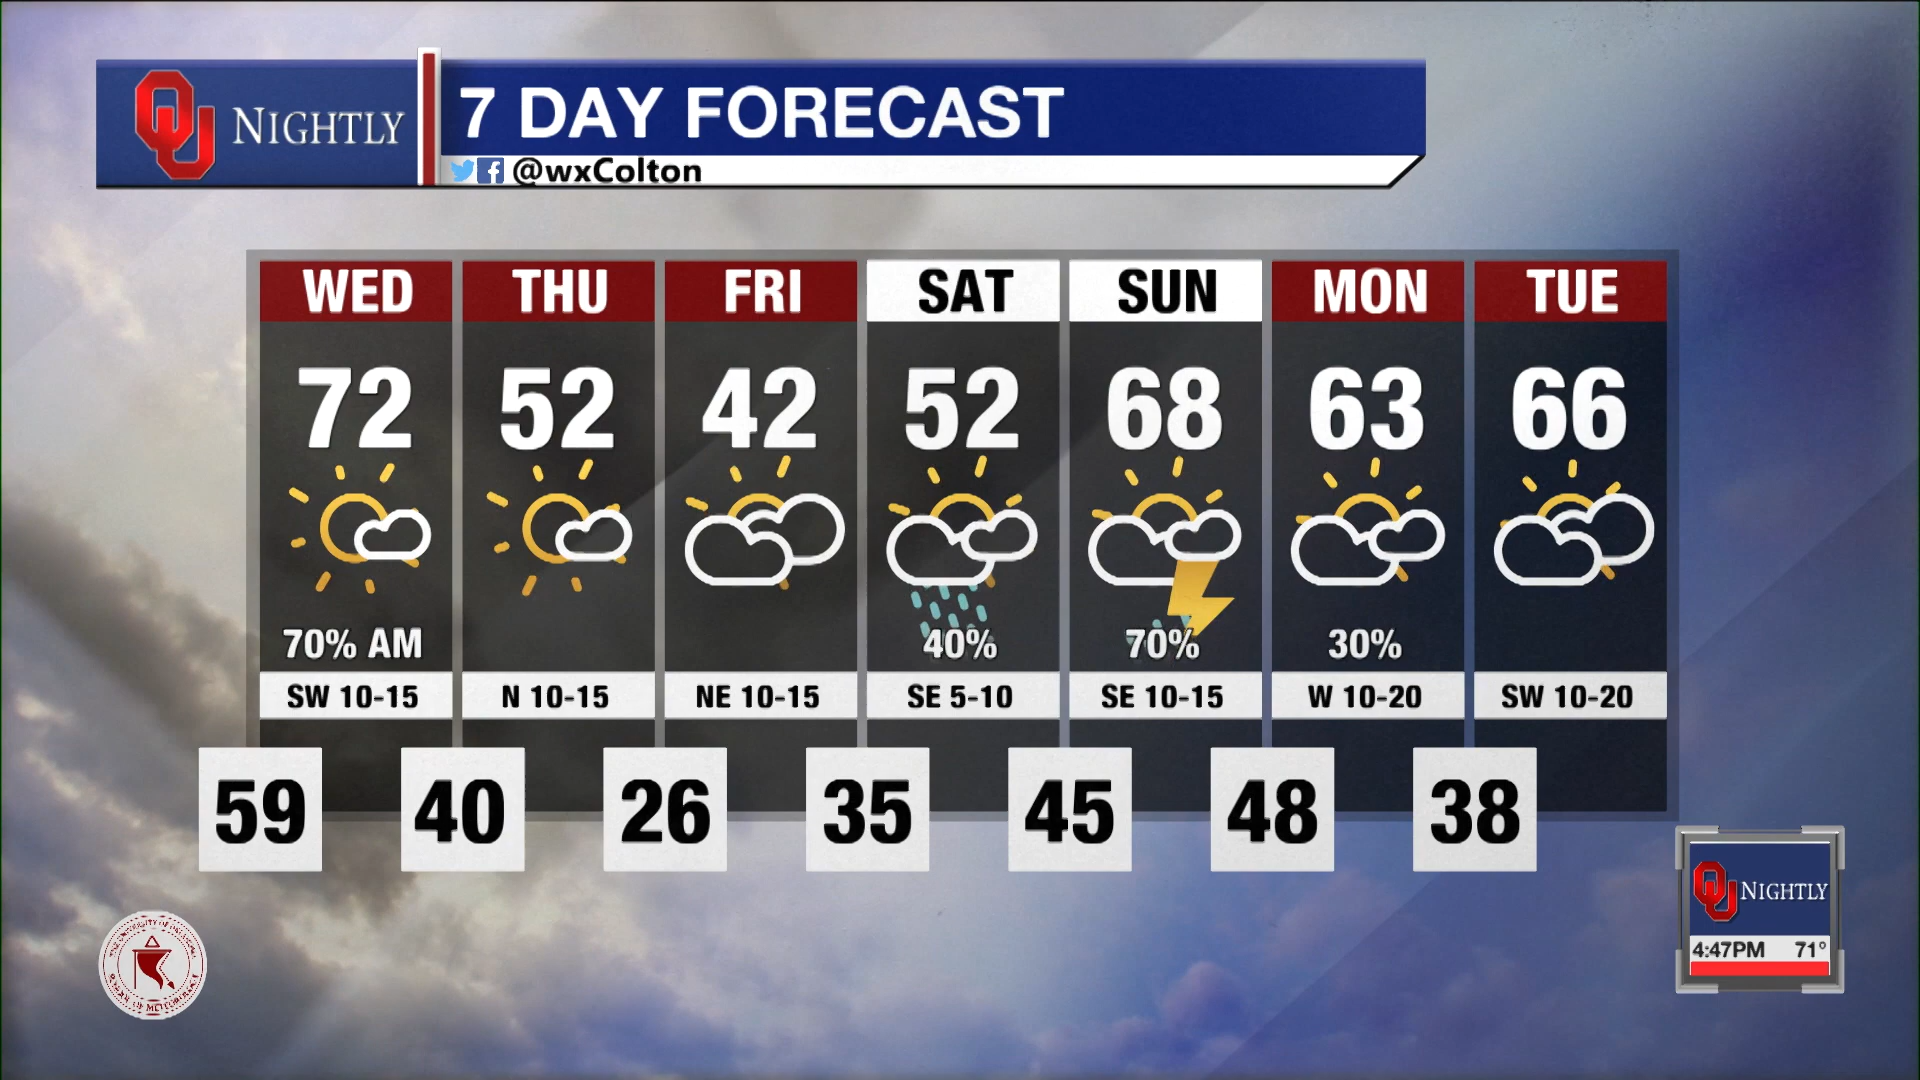 OU NIGHTLY
7 DAY FORECAST
@wxColton
WED THU FRI SAT SUN MON TUE
72 52 42 52 68 63 66
70% AM 40% 70% 30%
SW 10-15 N 10-15 NE 10-15 SE 5-10 SE 10-15 W 10-20 SW 10-20
59 40 26 35 45 48 38
OU NIGHTLY
4:47PM 71°